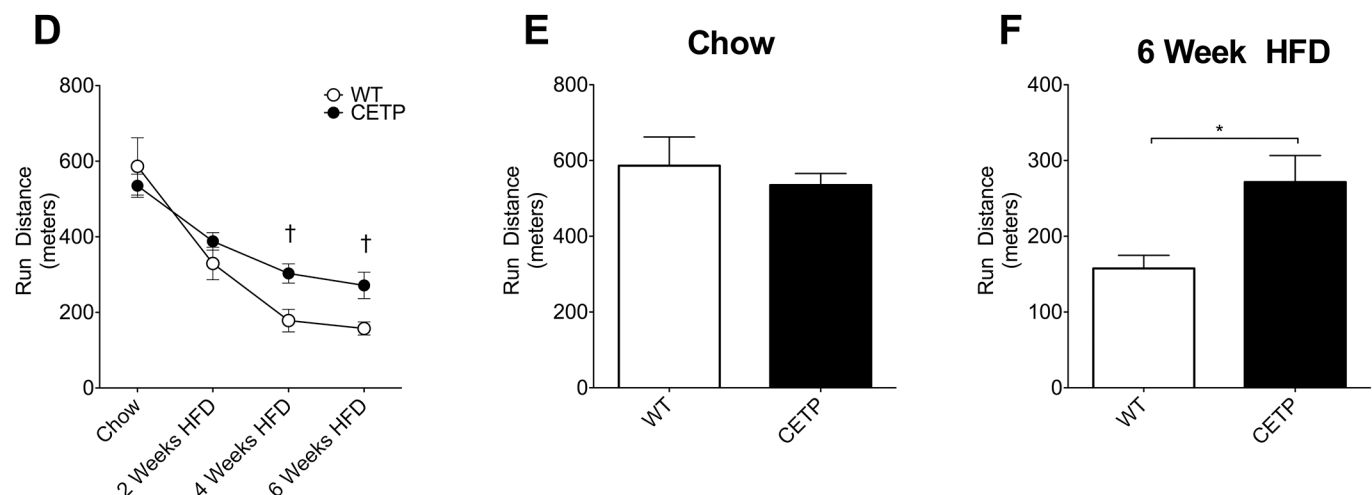 D
800
600
400
200
0
Run Distance
(meters)
WT
CETP
†
†
Chow
2 Weeks HFD
4 Weeks HFD
6 Weeks HFD
E
Chow
800
600
400
200
0
Run Distance
(meters)
WT
CETP
F
6 Week HFD
400
300
200
100
0
Run Distance
(meters)
*
WT
CETP